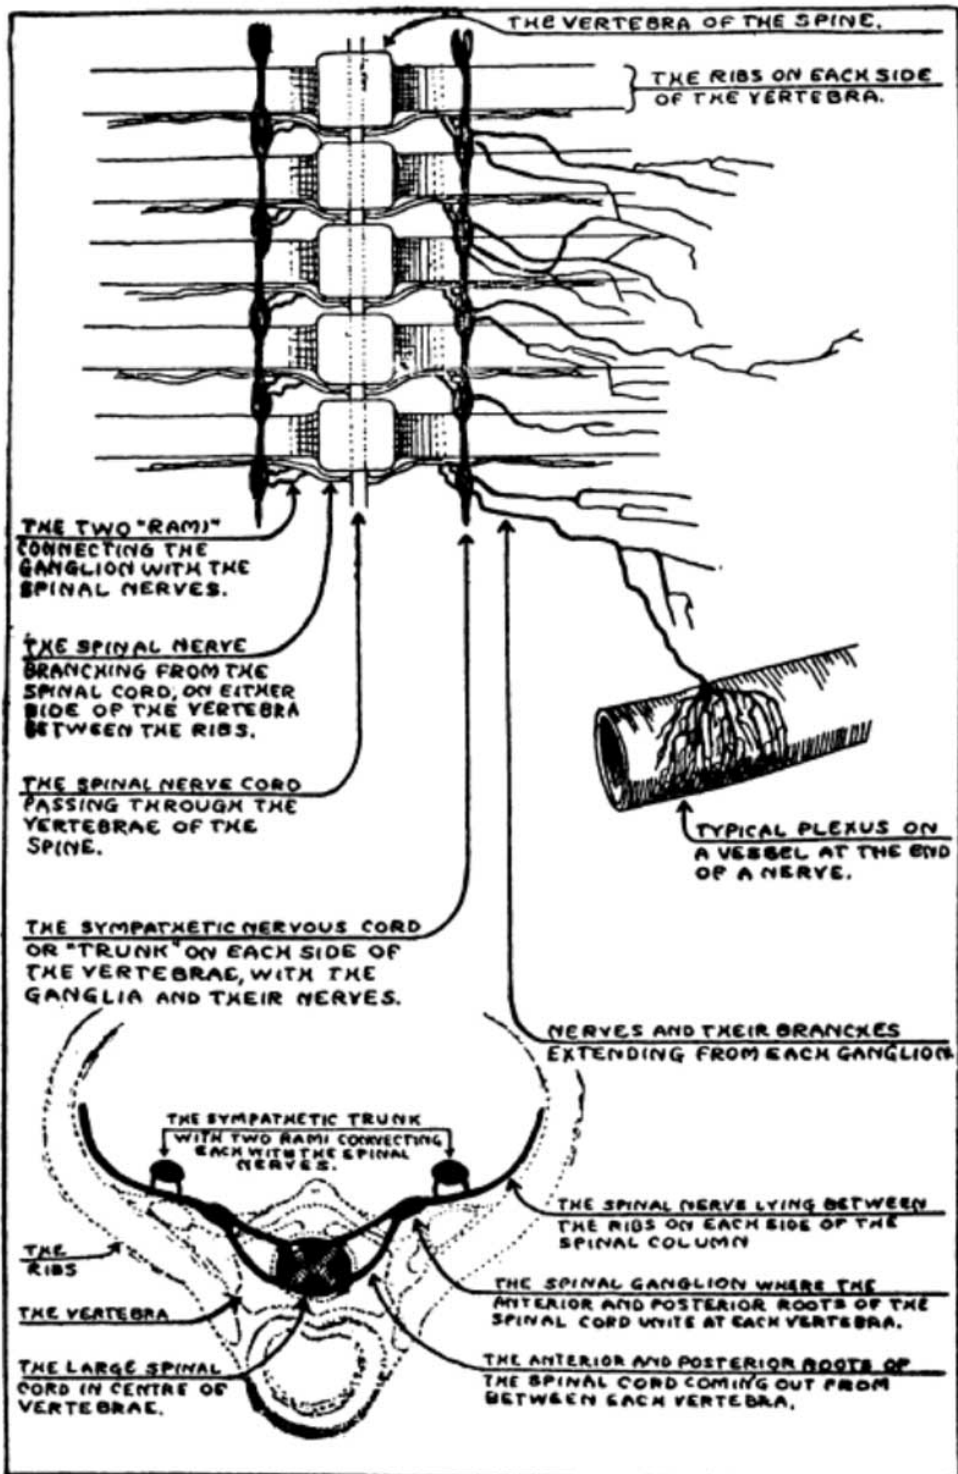 THE VERTEBRA OF THE SPINE.
THE RIBS ON EACH SIDE
OF THE VERTEBRA.
THE TWO "RAMI"
CONNECTING THE
GANGLION WITH THE
SPINAL NERVES.
THE SPINAL NERVE
BRANCHING FROM THE
SPINAL CORD, ON EITHER
SIDE OF THE VERTEBRA
BETWEEN THE RIBS.
THE SPINAL NERVE CORD
PASSING THROUGH THE
VERTEBRAE OF THE
SPINE.
TYPICAL PLEXUS ON
A VESSEL AT THE END
OF A NERVE.
THE SYMPATHETIC NERVOUS CORD
OR "TRUNK" ON EACH SIDE OF
THE VERTEBRAE, WITH THE
GANGLIA AND THEIR NERVES.
NERVES AND THEIR BRANCHES
EXTENDING FROM EACH GANGLION
THE SYMPATHETIC TRUNK
WITH TWO RAMI CONNECTING
EACH WITH THE SPINAL
NERVES.
THE SPINAL NERVE LYING BETWEEN
THE RIBS ON EACH SIDE OF THE
SPINAL COLUMN
THE
RIBS
THE SPINAL GANGLION WHERE THE
ANTERIOR AND POSTERIOR ROOTS OF THE
SPINAL CORD UNITE AT EACH VERTEBRA.
THE VERTEBRA
THE LARGE SPINAL
CORD IN CENTRE OF
VERTEBRAE.
THE ANTERIOR AND POSTERIOR ROOTS OF
THE SPINAL CORD COMING OUT FROM
BETWEEN EACH VERTEBRA.